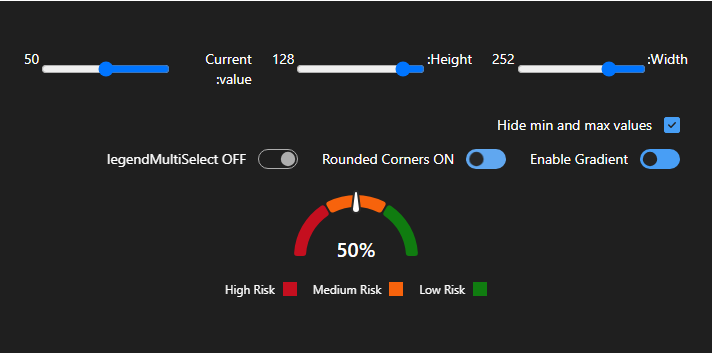 Width:
252
Height:
128
Current value:
50
Hide min and max values
Enable Gradient
Rounded Corners ON
legendMultiSelect OFF
50%
High Risk
Medium Risk
Low Risk